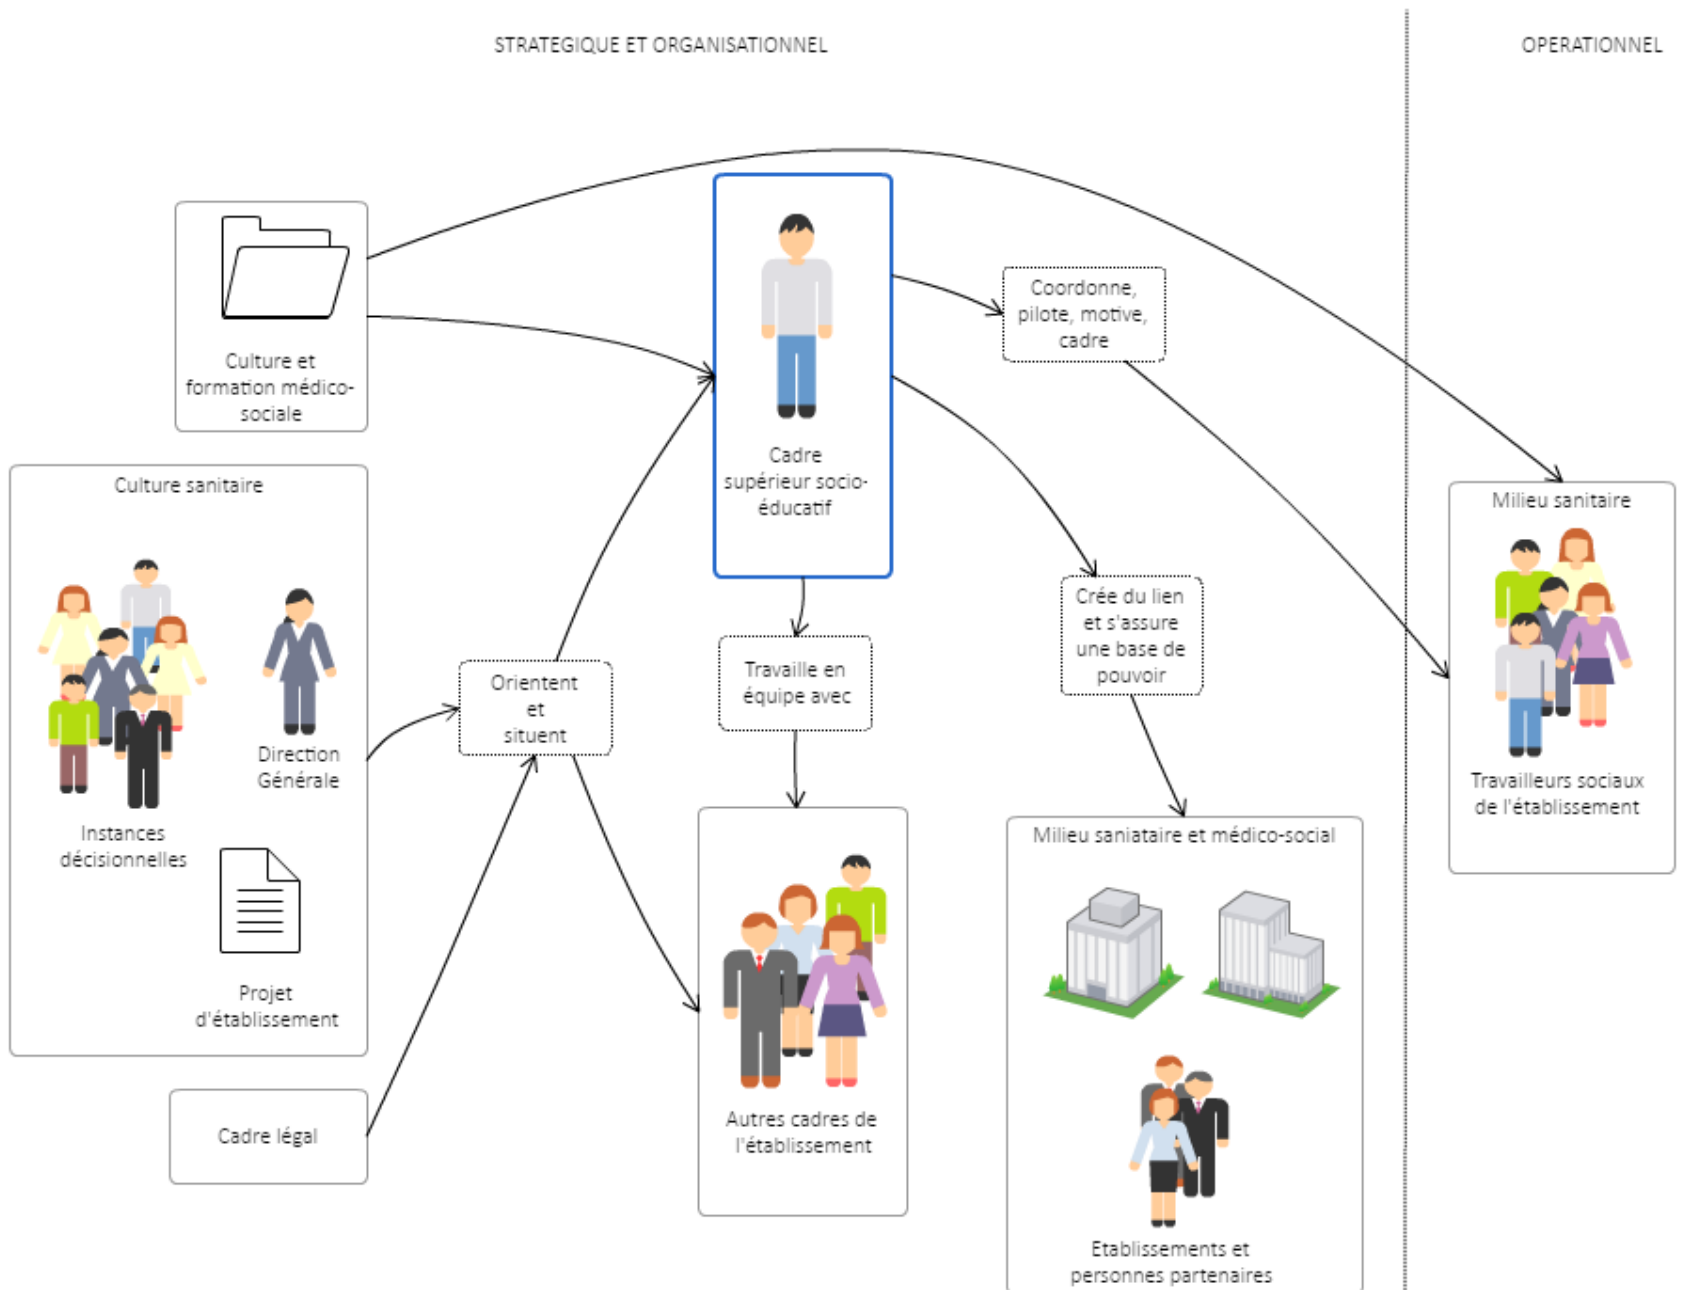 STRATEGIQUE ET ORGANISATIONNEL
OPERATIONNEL
Culture et
formation médico-
sociale
Cadre
supérieur socio-
éducatif
Coordonne,
pilote, motive,
cadre
Culture sanitaire
Instances
décisionnelles
Direction
Générale
Projet
d'établissement
Cadre légal
Orientent
et
situent
Travaille en
équipe avec
Crée du lien
et s'assure
une base de
pouvoir
Autres cadres de
l'établissement
Milieu saniataire et médico-social
Etablissements et
personnes partenaires
Milieu sanitaire
Travailleurs sociaux
de l'établissement